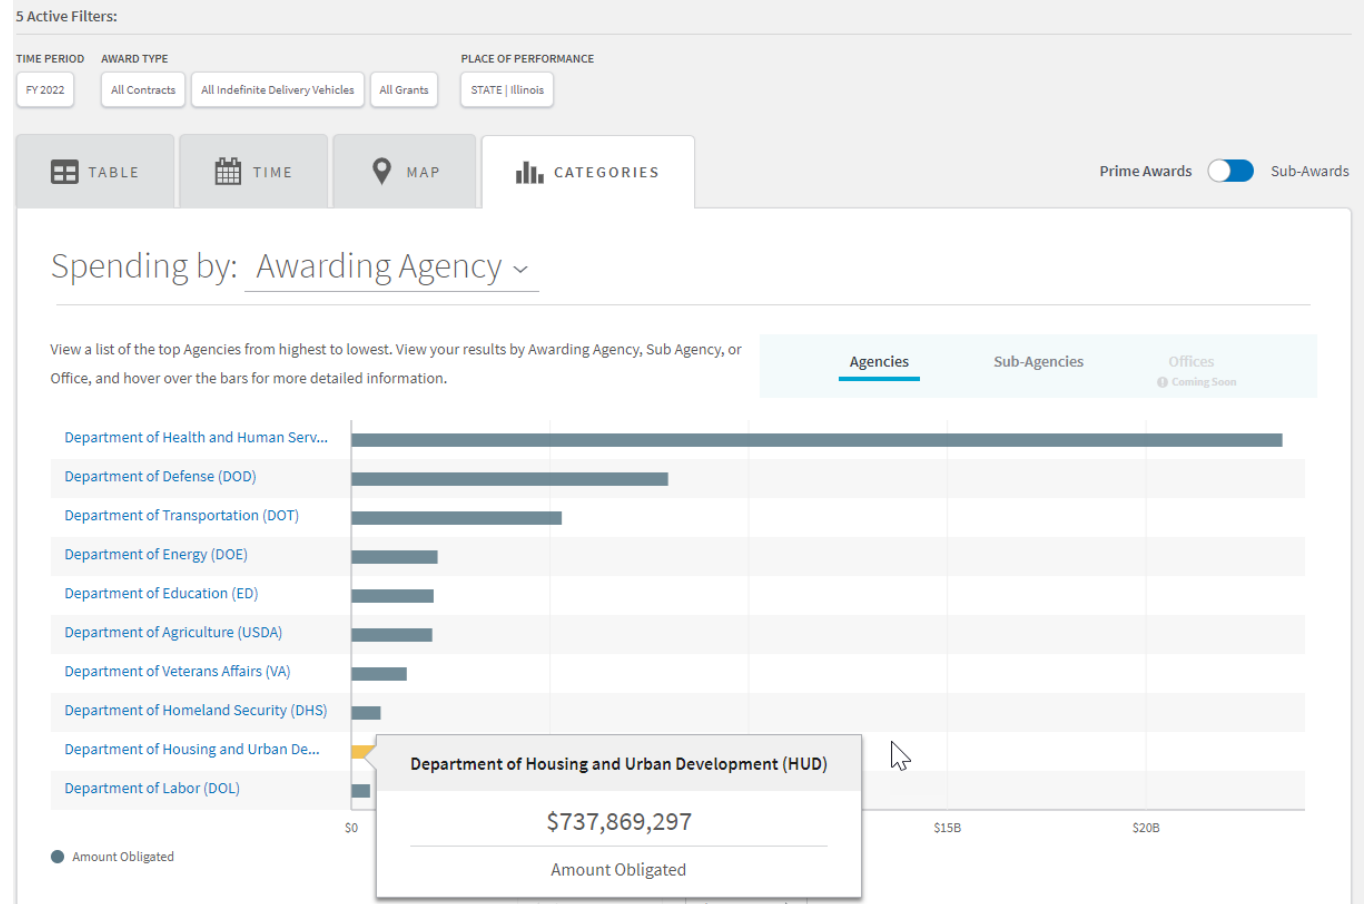 5 Active Filters:
TIME PERIOD AWARD TYPE PLACE OF PERFORMANCE
FY 2022 All Contracts All Indefinite Delivery Vehicles All Grants STATE | Illinois
TABLE TIME MAP CATEGORIES Prime Awards Sub-Awards
Spending by: Awarding Agency
View a list of the top Agencies from highest to lowest. View your results by Awarding Agency, Sub Agency, or
Office, and hover over the bars for more detailed information.
Agencies Sub-Agencies Offices
Coming Soon
Department of Health and Human Serv...
Department of Defense (DOD)
Department of Transportation (DOT)
Department of Energy (DOE)
Department of Education (ED)
Department of Agriculture (USDA)
Department of Veterans Affairs (VA)
Department of Homeland Security (DHS)
Department of Housing and Urban De...
Department of Labor (DOL)
Department of Housing and Urban Development (HUD)
$737,869,297
Amount Obligated
$0 $15B $20B
Amount Obligated